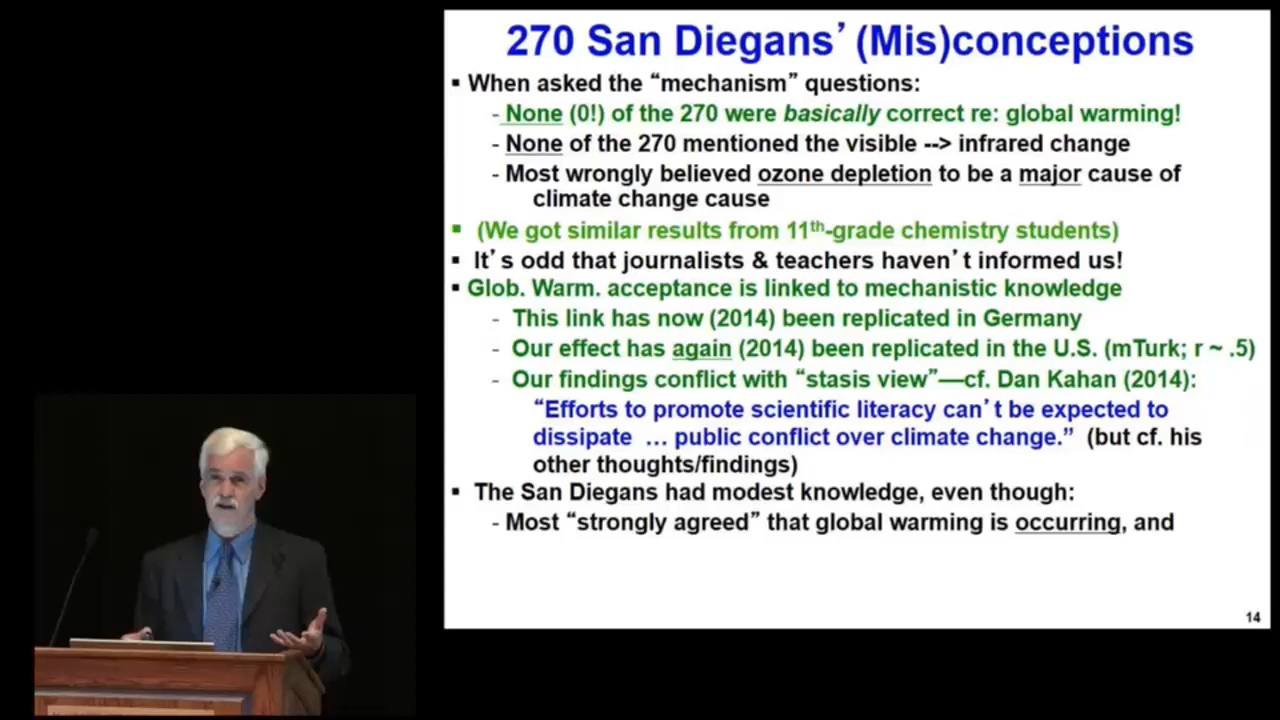 270 San Diegans’ (Mis)conceptions
▪ When asked the “mechanism” questions:
- None (0!) of the 270 were basically correct re: global warming!
- None of the 270 mentioned the visible --> infrared change
- Most wrongly believed ozone depletion to be a major cause of
climate change cause
▪ (We got similar results from 11th-grade chemistry students)
▪ It’s odd that journalists & teachers haven’t informed us!
▪ Glob. Warm. acceptance is linked to mechanistic knowledge
- This link has now (2014) been replicated in Germany
- Our effect has again (2014) been replicated in the U.S. (mTurk; r ~ .5)
- Our findings conflict with “stasis view”—cf. Dan Kahan (2014):
“Efforts to promote scientific literacy can’t be expected to
dissipate ... public conflict over climate change.” (but cf. his
other thoughts/findings)
▪ The San Diegans had modest knowledge, even though:
- Most “strongly agreed” that global warming is occurring, and
14